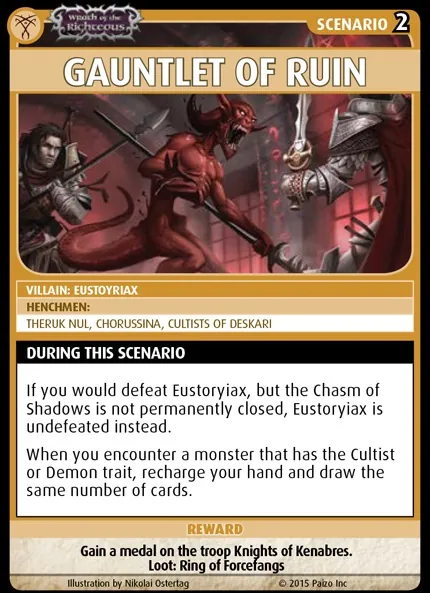 Wrath of the
Righteous
SCENARIO 2
GAUNTLET OF RUIN
VILLAIN: EUSTOYRIAX
HENCHMEN:
THERUK NUL, CHORUSSINA, CULTISTS OF DESKARI
DURING THIS SCENARIO
If you would defeat Eustoryiax, but the Chasm of
Shadows is not permanently closed, Eustoryiax is
undefeated instead.
When you encounter a monster that has the Cultist
or Demon trait, recharge your hand and draw the
same number of cards.
REWARD
Gain a medal on the troop Knights of Kenabres.
Loot: Ring of Forcefangs
Illustration by Nikolai Ostertag
© 2015 Paizo Inc